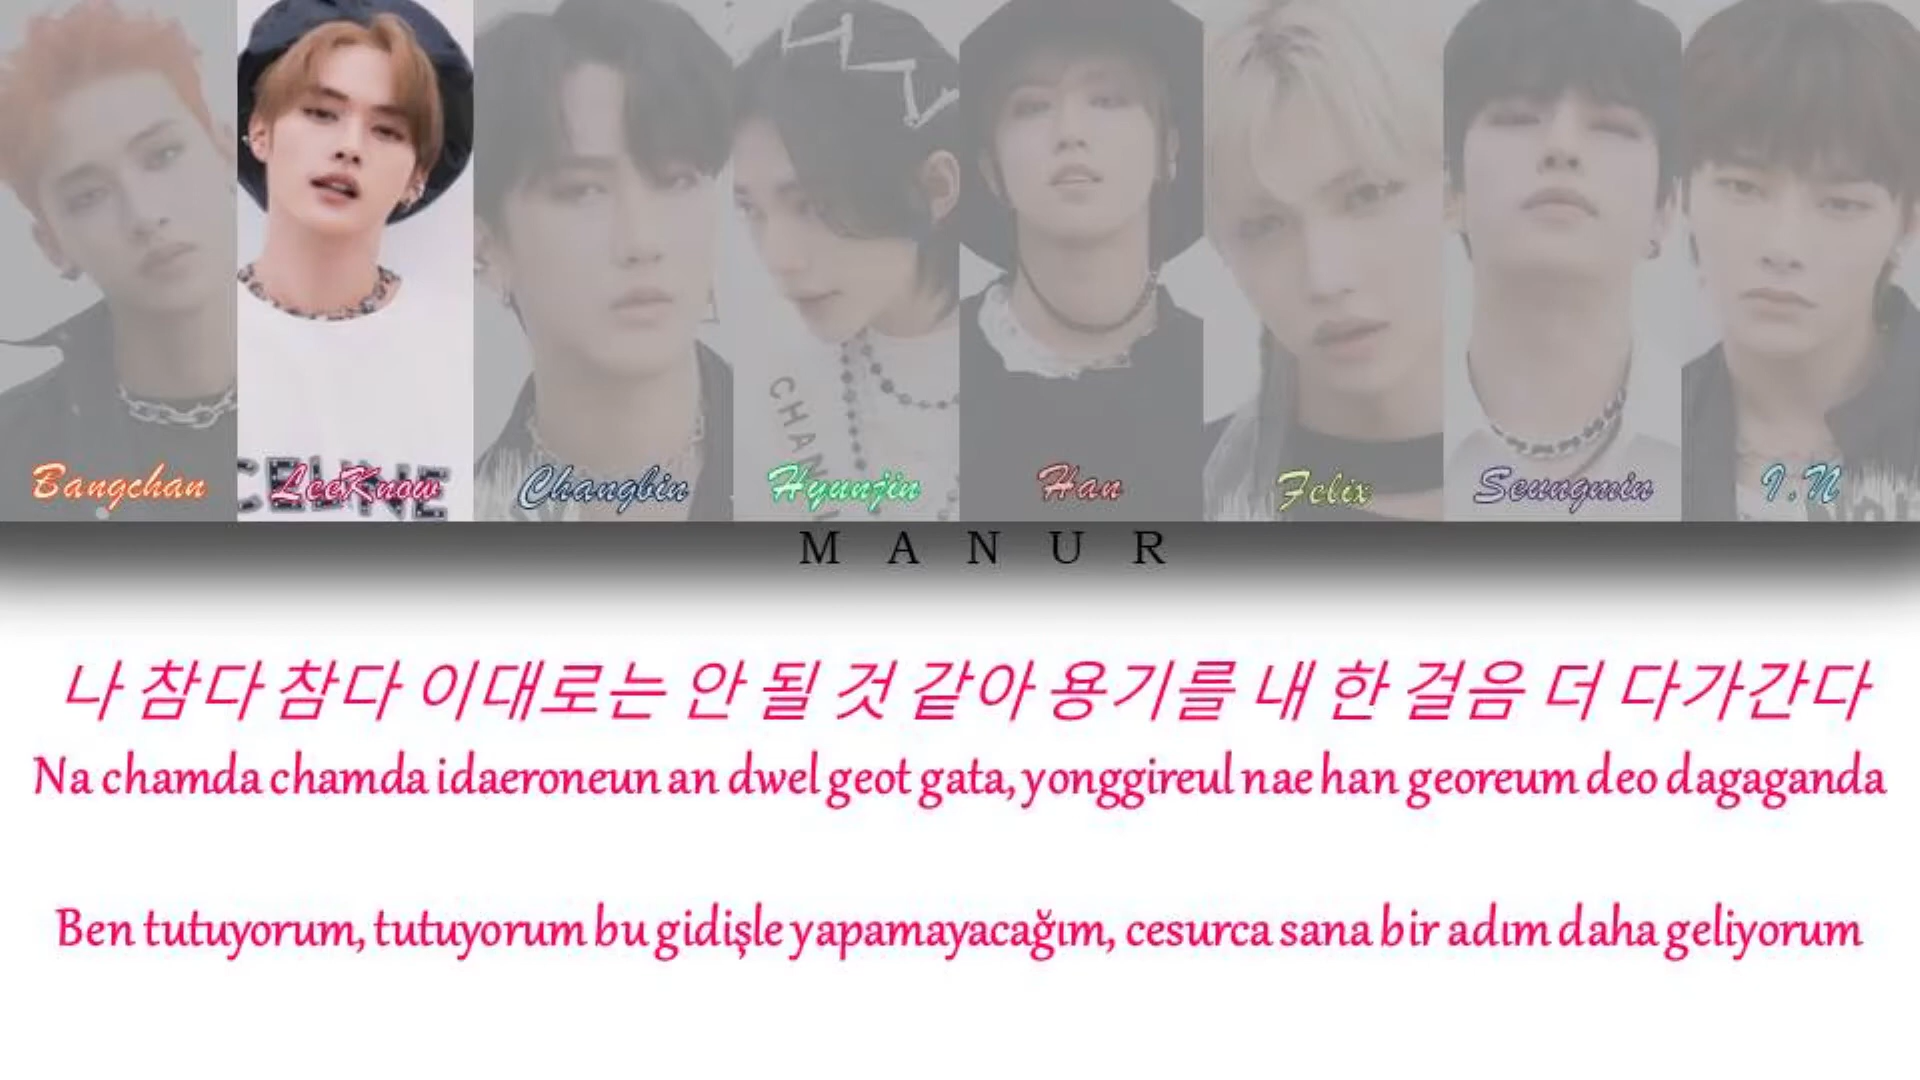 CHAN
CELINE
Bangchan LeeKnow Changbin Hyunjin Han Felix Seungmin I.N
M A N U R
나 참다 참다 이대로는 안 될 것 같아 용기를 내 한 걸음 더 다가간다
Na chamda chamda idaeroneun an dwel geot gata, yonggireul nae han georeum deo dagaganda
Ben tutuyorum, tutuyorum bu gidişle yapamayacağım, cesurca sana bir adım daha geliyorum